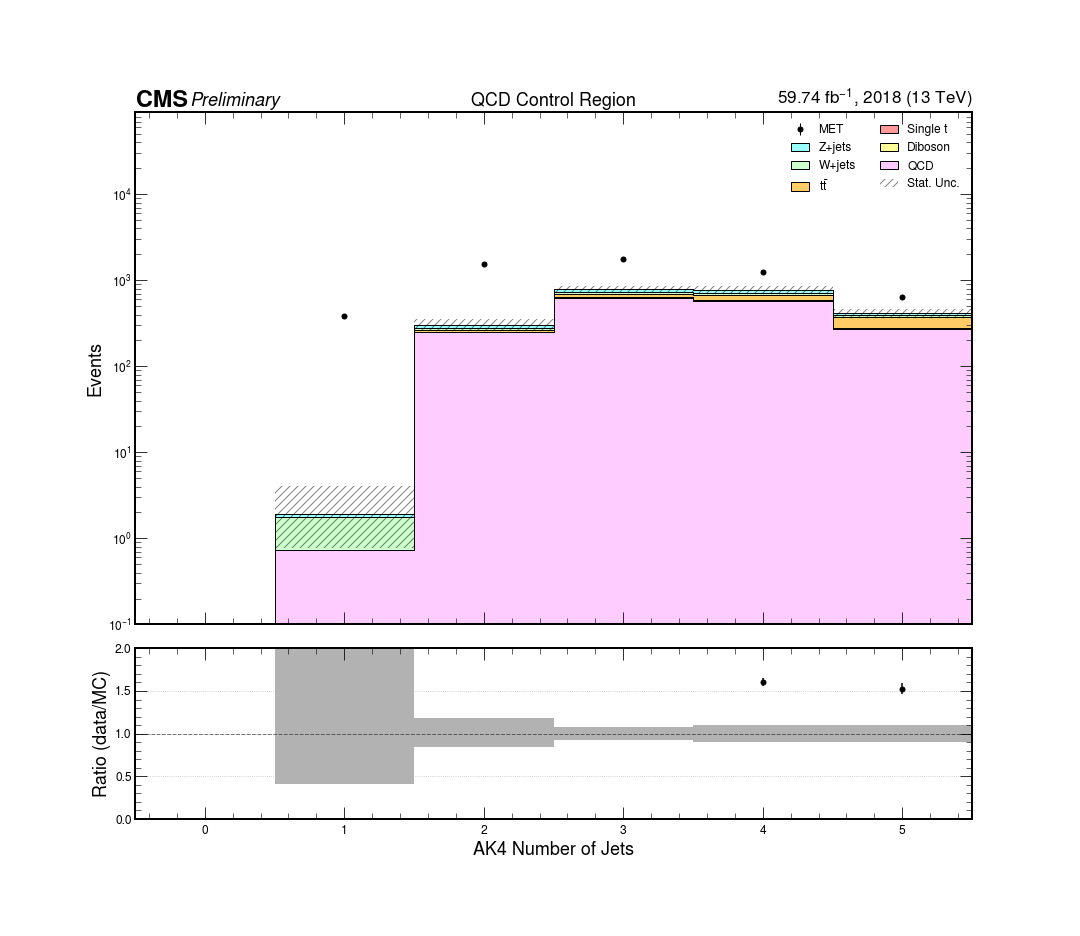 CMS Preliminary QCD Control Region 59.74 fb⁻¹, 2018 (13 TeV)
MET Single t
Z+jets Diboson
W+jets QCD
tt̄ Stat. Unc.
Events
10⁴
10³
10²
10¹
10⁰
10⁻¹
Ratio (data/MC)
2.0
1.5
1.0
0.5
0.0
0 1 2 3 4 5
AK4 Number of Jets